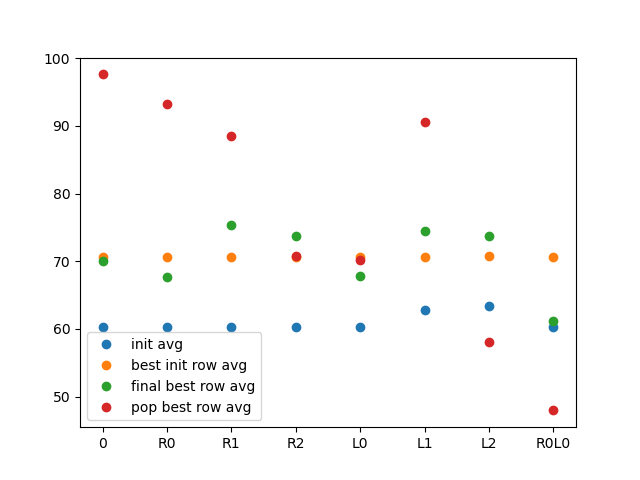 100
90
80
70
60
50
init avg
best init row avg
final best row avg
pop best row avg
0 R0 R1 R2 L0 L1 L2 R0L0